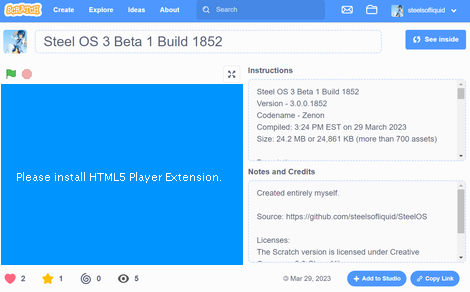 SCRATCH
Create
Explore
Ideas
About
Search
steelsofliquid
Steel OS 3 Beta 1 Build 1852
See inside
Please install HTML5 Player Extension.
Instructions
Steel OS 3 Beta 1 Build 1852
Version - 3.0.0.1852
Codename - Zenon
Compiled: 3:24 PM EST on 29 March 2023
Size: 24.2 MB or 24,861 KB (more than 700 assets)
Notes and Credits
Created entirely myself.
Source: https://github.com/steelsofliquid/SteelOS
Licenses:
The Scratch version is licensed under Creative
2
1
0
5
© Mar 29, 2023
Add to Studio
Copy Link